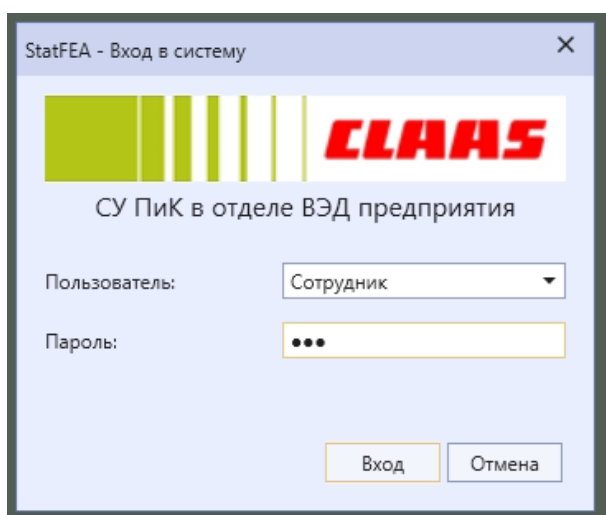 StatFEA - Вход в систему
CLAAS
СУ ПиК в отделе ВЭД предприятия
Пользователь:
Сотрудник
Пароль:
●●●
Вход
Отмена